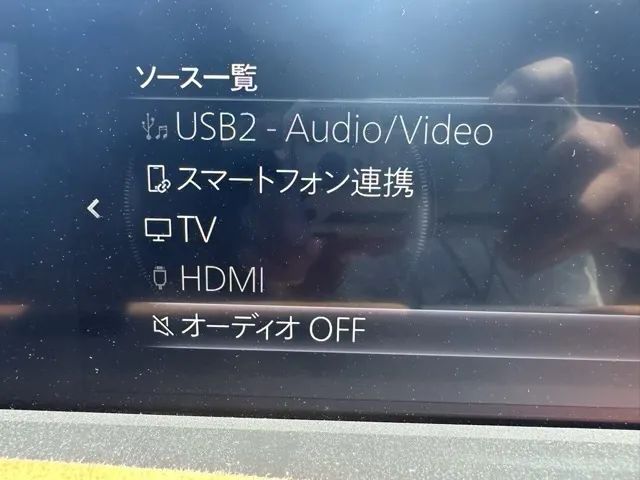 ソース一覧
USB2 - Audio/Video
スマートフォン連携
TV
HDMI
オーディオ OFF